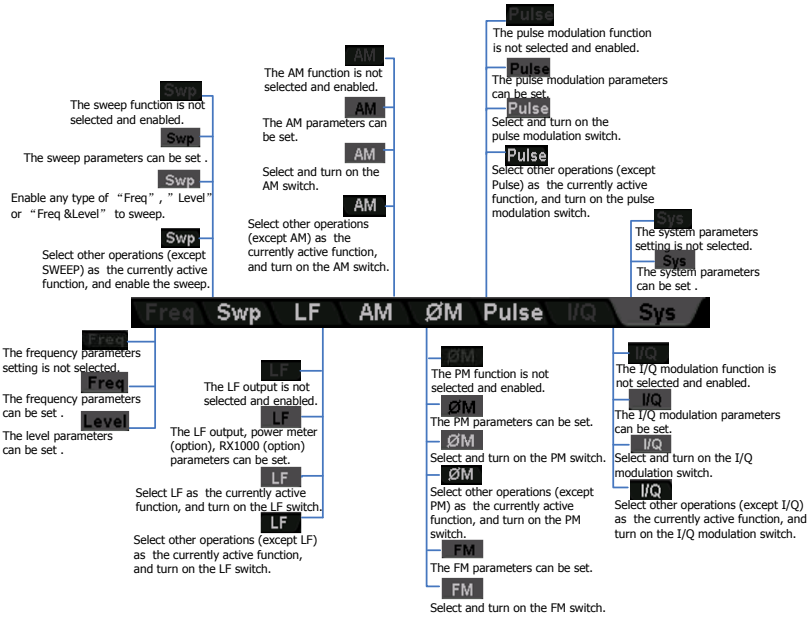 Swp
The sweep function is not
selected and enabled.
Swp
The sweep parameters can be set .
Swp
Enable any type of “Freq”, ” Level”
or “Freq &Level” to sweep.
Swp
Select other operations (except
SWEEP) as the currently active
function, and enable the sweep.
AM
The AM function is not
selected and enabled.
AM
The AM parameters can
be set.
AM
Select and turn on the
AM switch.
AM
Select other operations
(except AM) as the
currently active function,
and turn on the AM switch.
Pulse
The pulse modulation function
is not selected and enabled.
Pulse
The pulse modulation parameters
can be set.
Pulse
Select and turn on the
pulse modulation switch.
Pulse
Select other operations (except
Pulse) as the currently active
function, and turn on the pulse
modulation switch.
Sys
The system parameters
setting is not selected.
Sys
The system parameters
can be set .
Freq Swp LF AM ØM Pulse I/Q Sys
Freq
The frequency parameters
setting is not selected.
Freq
The frequency parameters
can be set .
Level
The level parameters
can be set .
LF
The LF output is not
selected and enabled.
LF
The LF output, power meter
(option), RX1000 (option)
parameters can be set.
LF
Select LF as the currently active
function, and turn on the LF switch.
LF
Select other operations (except LF)
as the currently active function,
and turn on the LF switch.
ØM
The PM function is not
selected and enabled.
ØM
The PM parameters can be set.
ØM
Select and turn on the PM switch.
ØM
Select other operations (except
PM) as the currently active
function, and turn on the PM
switch.
FM
The FM parameters can be set.
FM
Select and turn on the FM switch.
I/Q
The I/Q modulation function is
not selected and enabled.
I/Q
The I/Q modulation parameters
can be set.
I/Q
Select and turn on the I/Q
modulation switch.
I/Q
Select other operations (except I/Q)
as the currently active function, and
turn on the I/Q modulation switch.